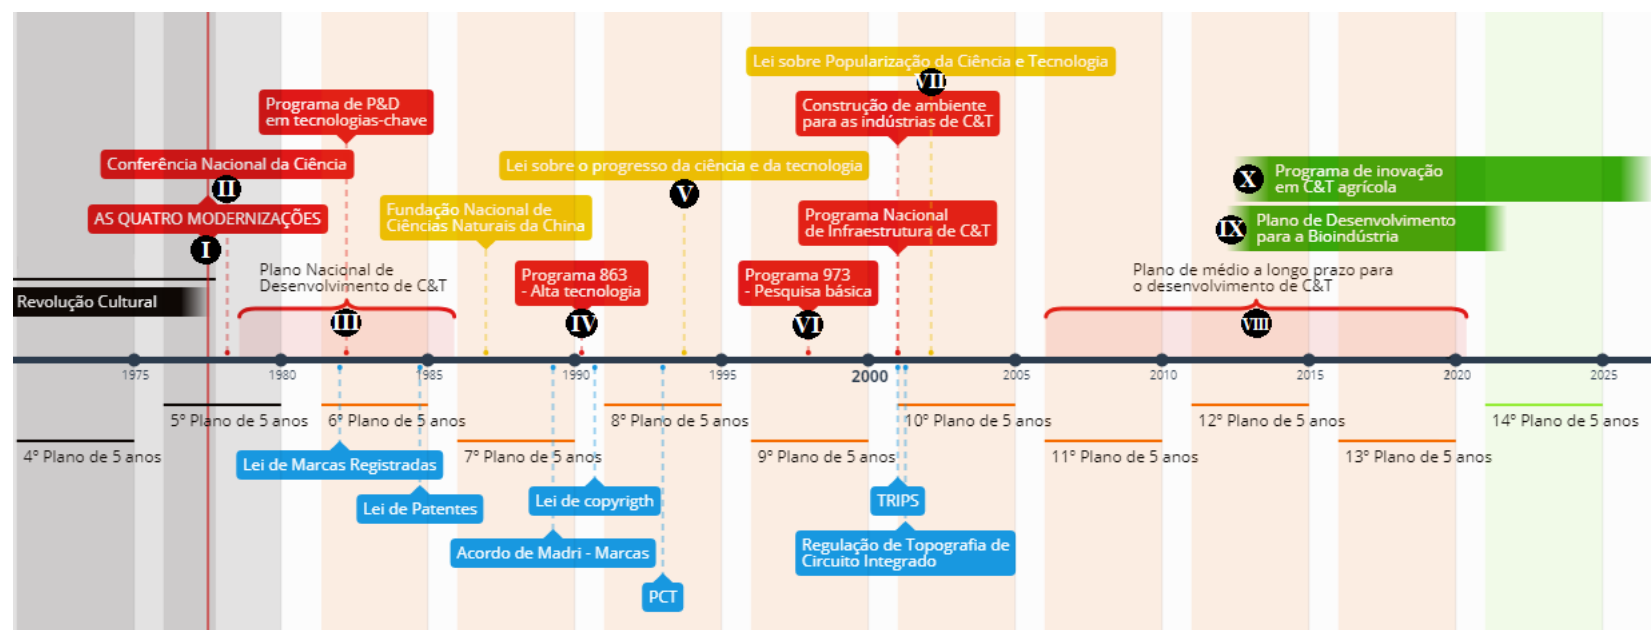 Lei sobre Popularização da Ciência e Tecnologia
VII
Programa de P&D
em tecnologias-chave
Construção de ambiente
para as indústrias de C&T
Conferência Nacional da Ciência
II
Lei sobre o progresso da ciência e da tecnologia
V
X
Programa de inovação
em C&T agrícola
AS QUATRO MODERNIZAÇÕES
I
Fundação Nacional de
Ciências Naturais da China
Programa Nacional
de Infraestrutura de C&T
IX
Plano de Desenvolvimento
para a Bioindústria
Revolução Cultural
Plano Nacional de
Desenvolvimento de C&T
III
Programa 863
- Alta tecnologia
IV
Programa 973
- Pesquisa básica
VI
Plano de médio a longo prazo para
o desenvolvimento de C&T
VIII
1975
1980
1985
1990
1995
2000
2005
2010
2015
2020
2025
5º Plano de 5 anos
6º Plano de 5 anos
8º Plano de 5 anos
10º Plano de 5 anos
12º Plano de 5 anos
14º Plano de 5 anos
4º Plano de 5 anos
7º Plano de 5 anos
9º Plano de 5 anos
11º Plano de 5 anos
13º Plano de 5 anos
Lei de Marcas Registradas
Lei de Patentes
Lei de copyrigth
TRIPS
Acordo de Madri - Marcas
Regulação de Topografia de
Circuito Integrado
PCT